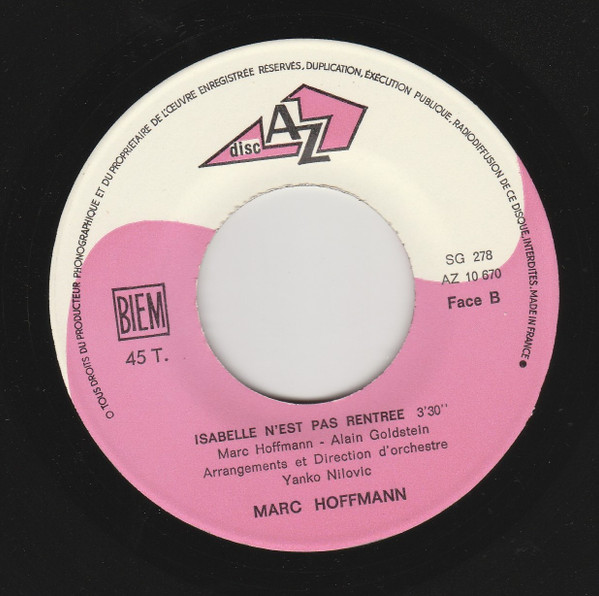 O TOUS DROITS DU PRODUCTEUR PHONOGRAPHIQUE ET DU PROPRIETAIRE DE L'ŒUVRE ENREGISTRÉE RÉSERVÉS, DUPLICATION, EXÉCUTION PUBLIQUE, RADIODIFFUSION DE CE DISQUE, INTERDITES. MADE IN FRANCE ●
disc AZ
SG 278
AZ 10 670
Face B
BIEM
45 T.
ISABELLE N'EST PAS RENTREE 3'30''
Marc Hoffmann - Alain Goldstein
Arrangements et Direction d'orchestre
Yanko Nilovic
MARC HOFFMANN